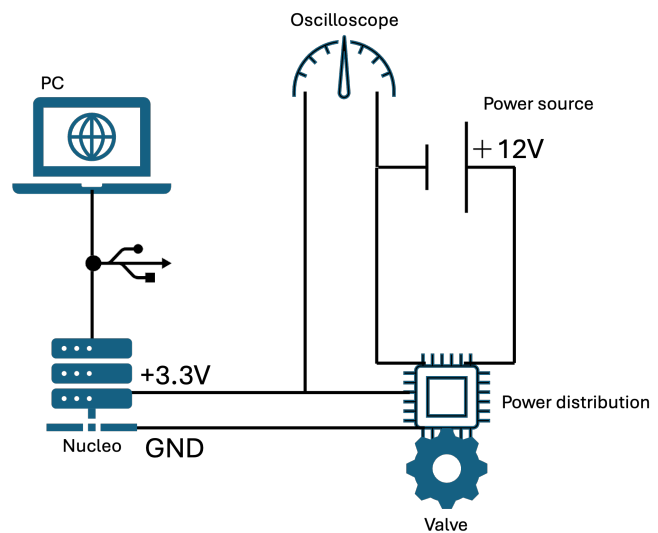 Oscilloscope
PC
Power source
+12V
+3.3V
Power distribution
Nucleo
GND
Valve